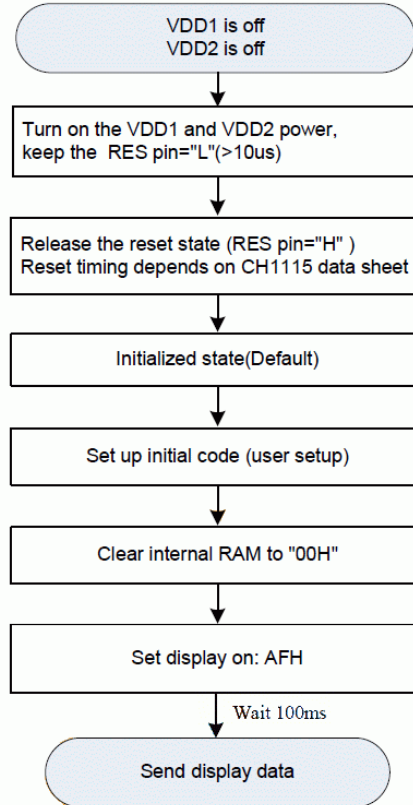 VDD1 is off
VDD2 is off
Turn on the VDD1 and VDD2 power,
keep the RES pin="L"(>10us)
Release the reset state (RES pin="H" )
Reset timing depends on CH1115 data sheet
Initialized state(Default)
Set up initial code (user setup)
Clear internal RAM to "00H"
Set display on: AFH
Wait 100ms
Send display data